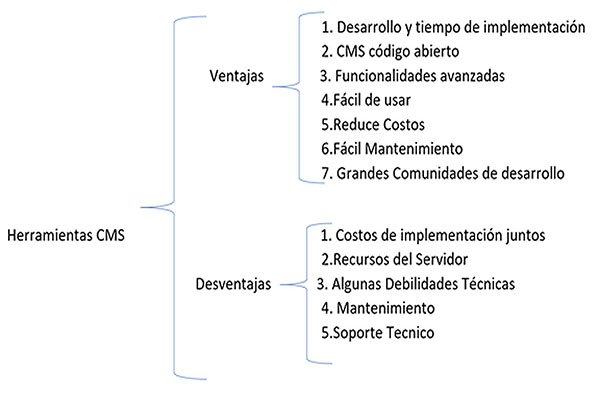 Herramientas CMS
Ventajas
1. Desarrollo y tiempo de implementación
2. CMS código abierto
3. Funcionalidades avanzadas
4.Fácil de usar
5.Reduce Costos
6.Fácil Mantenimiento
7. Grandes Comunidades de desarrollo
Desventajas
1. Costos de implementación juntos
2.Recursos del Servidor
3. Algunas Debilidades Técnicas
4. Mantenimiento
5.Soporte Tecnico